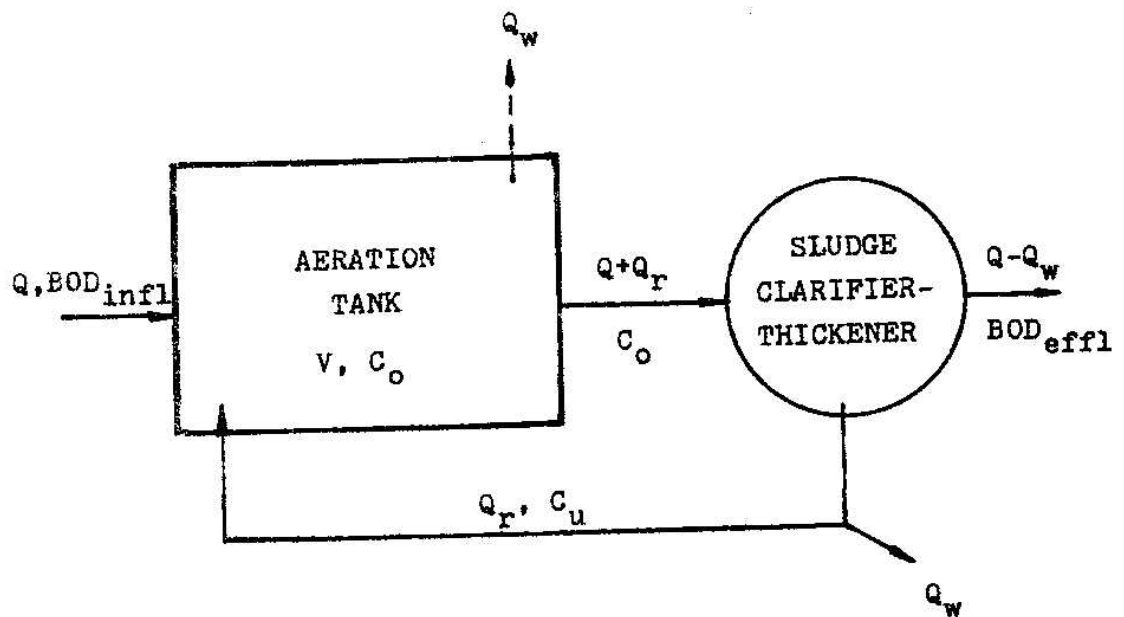 Q_w
AERATION
TANK
V, C_o
Q, BOD_infl
Q+Q_r
C_o
SLUDGE
CLARIFIER-
THICKENER
Q-Q_w
BOD_effl
Q_r, C_u
Q_w